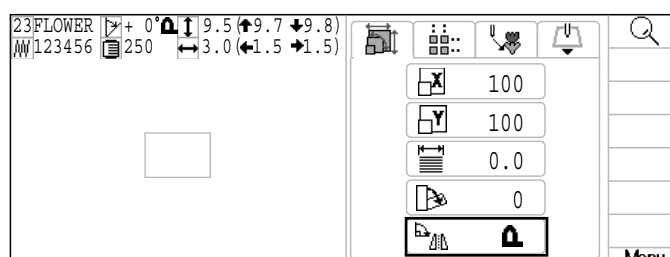 23FLOWER + 0° 9.5(↑9.7 ↓9.8)
123456 250 ↔3.0(←1.5 →1.5)
X 100
Y 100
0.0
0
Menu